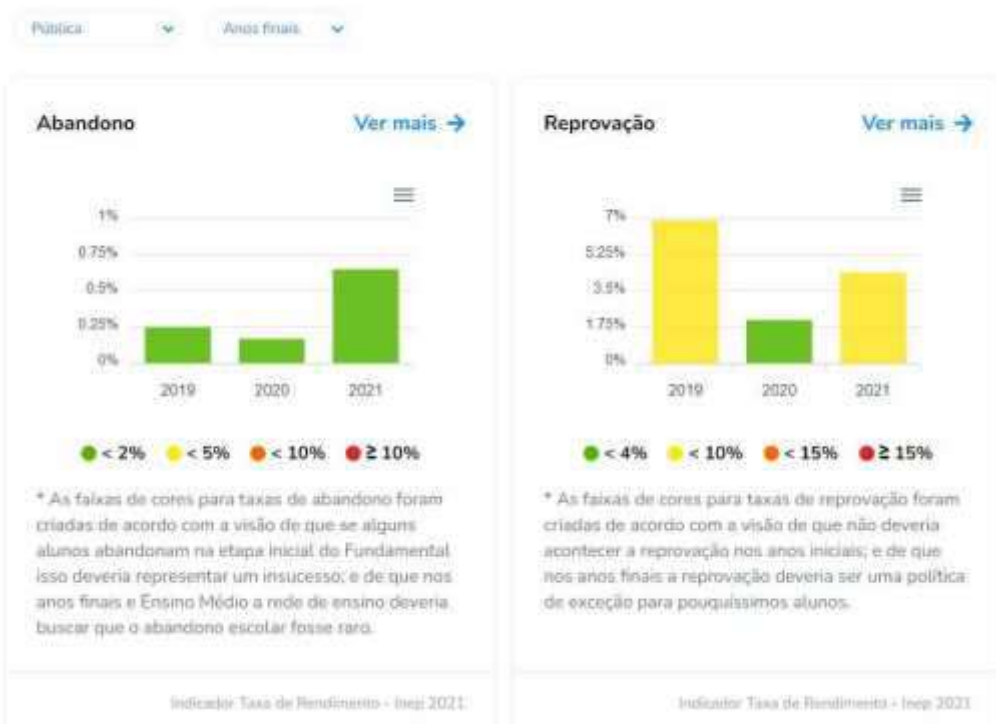 Pública
Anos finais
Abandono
Ver mais →
1%
0.75%
0.5%
0.25%
0%
2019 2020 2021
< 2% < 5% < 10% ≥ 10%
* As faixas de cores para taxas de abandono foram
criadas de acordo com a visão de que se alguns
alunos abandonam na etapa inicial do Fundamental
isso deveria representar um insucesso; e de que nos
anos finais e Ensino Médio a rede de ensino deveria
buscar que o abandono escolar fosse raro.
Indicador Taxa de Rendimento - Inep 2021
Reprovação
Ver mais →
7%
5.25%
3.5%
1.75%
0%
2019 2020 2021
< 4% < 10% < 15% ≥ 15%
* As faixas de cores para taxas de reprovação foram
criadas de acordo com a visão de que não deveria
acontecer a reprovação nos anos iniciais; e de que
nos anos finais a reprovação deveria ser uma política
de exceção para pouquíssimos alunos.
Indicador Taxa de Rendimento - Inep 2021